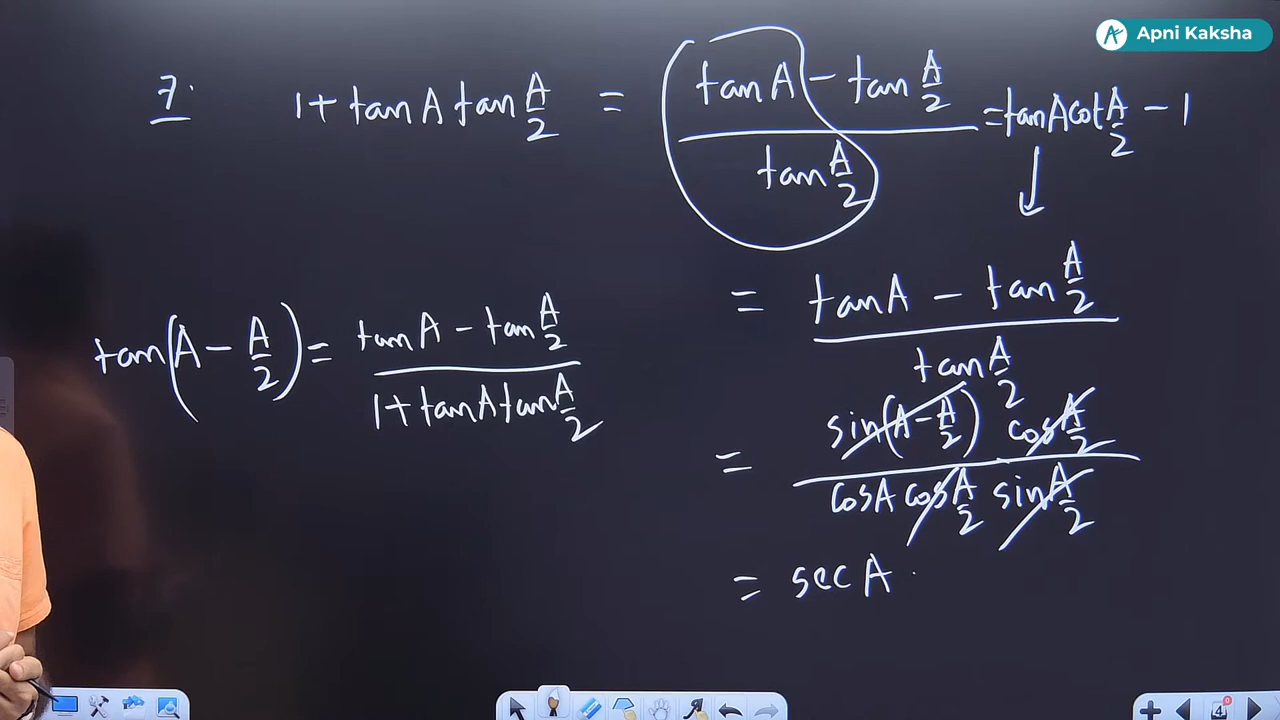 Apni Kaksha
7. 1 + tan A tan A/2 = (tan A - tan A/2) / (tan A/2) = tan A cot A/2 - 1
= (tan A - tan A/2) / (tan A/2)
tan(A - A/2) = (tan A - tan A/2) / (1 + tan A tan A/2)
= (sin(A - A/2) cos A/2) / (cos A cos A/2 sin A/2)
= sec A.
4